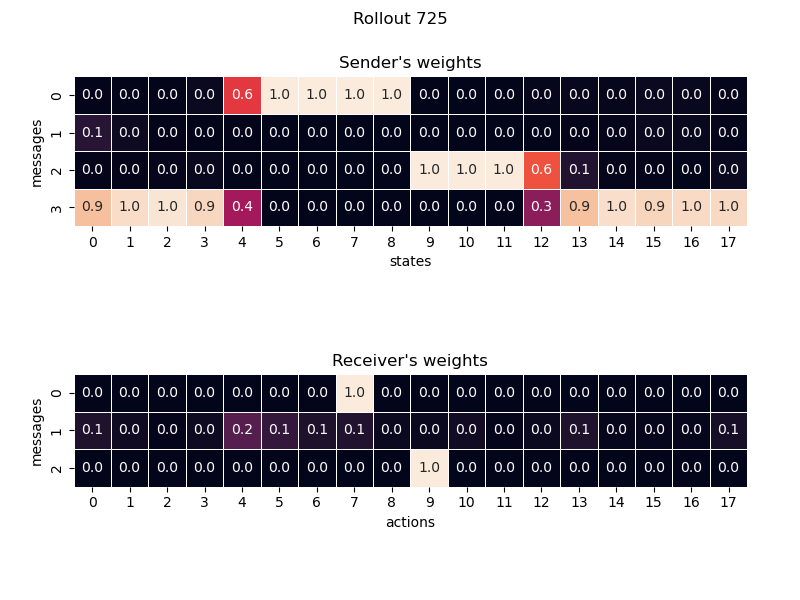 Rollout 725
Sender's weights
0 0.0 0.0 0.0 0.0 0.6 1.0 1.0 1.0 1.0 0.0 0.0 0.0 0.0 0.0 0.0 0.0 0.0 0.0
1 0.1 0.0 0.0 0.0 0.0 0.0 0.0 0.0 0.0 0.0 0.0 0.0 0.0 0.0 0.0 0.0 0.0 0.0
2 0.0 0.0 0.0 0.0 0.0 0.0 0.0 0.0 0.0 1.0 1.0 1.0 0.6 0.1 0.0 0.0 0.0 0.0
3 0.9 1.0 1.0 0.9 0.4 0.0 0.0 0.0 0.0 0.0 0.0 0.0 0.3 0.9 1.0 0.9 1.0 1.0
messages
0 1 2 3 4 5 6 7 8 9 10 11 12 13 14 15 16 17
states
Receiver's weights
0 0.0 0.0 0.0 0.0 0.0 0.0 0.0 1.0 0.0 0.0 0.0 0.0 0.0 0.0 0.0 0.0 0.0 0.0
1 0.1 0.0 0.0 0.0 0.2 0.1 0.1 0.1 0.0 0.0 0.0 0.0 0.0 0.1 0.0 0.0 0.0 0.1
2 0.0 0.0 0.0 0.0 0.0 0.0 0.0 0.0 0.0 1.0 0.0 0.0 0.0 0.0 0.0 0.0 0.0 0.0
messages
0 1 2 3 4 5 6 7 8 9 10 11 12 13 14 15 16 17
actions